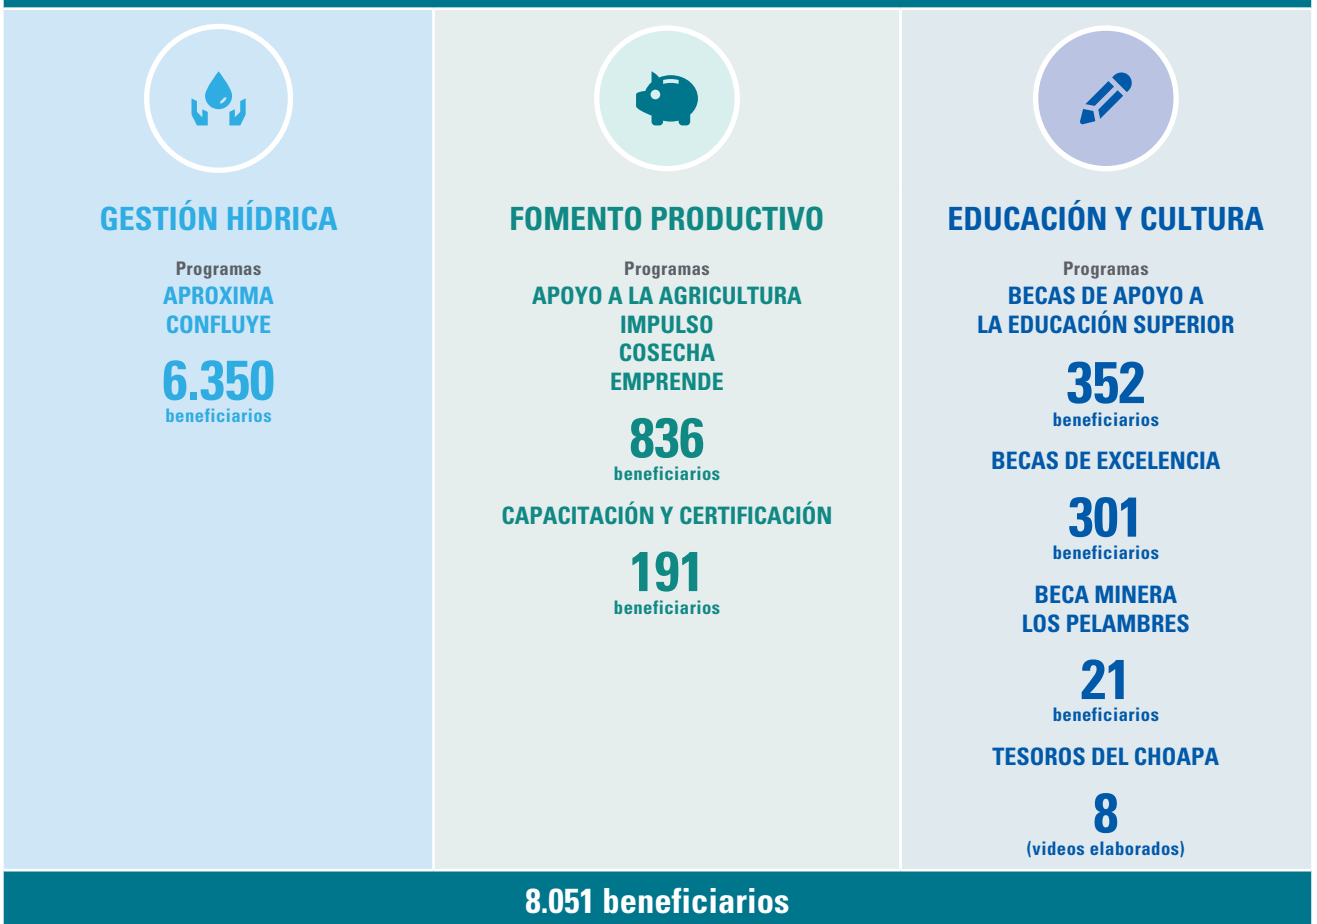 GESTIÓN HÍDRICA
Programas
APROXIMA
CONFLUYE
6.350
beneficiarios
FOMENTO PRODUCTIVO
Programas
APOYO A LA AGRICULTURA
IMPULSO
COSECHA
EMPRENDE
836
beneficiarios
CAPACITACIÓN Y CERTIFICACIÓN
191
beneficiarios
EDUCACIÓN Y CULTURA
Programas
BECAS DE APOYO A
LA EDUCACIÓN SUPERIOR
352
beneficiarios
BECAS DE EXCELENCIA
301
beneficiarios
BECA MINERA
LOS PELAMBRES
21
beneficiarios
TESOROS DEL CHOAPA
8
(videos elaborados)
8.051 beneficiarios